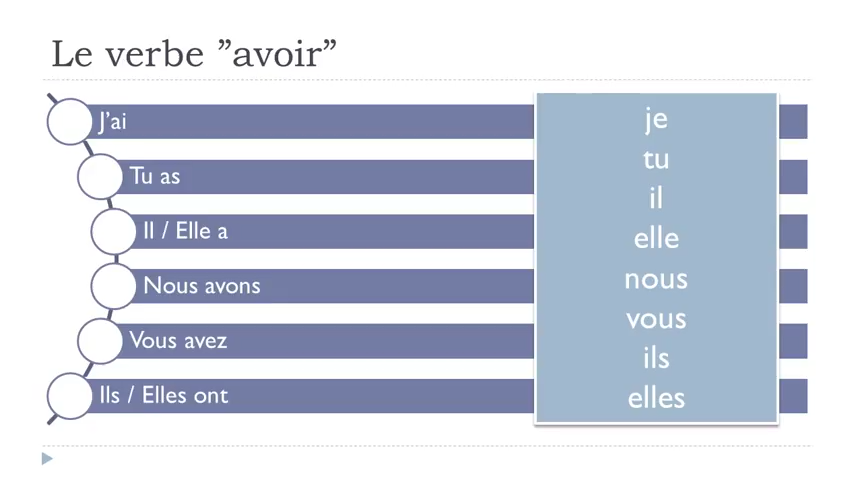 Le verbe ”avoir”
J’ai
Tu as
Il / Elle a
Nous avons
Vous avez
Ils / Elles ont
je
tu
il
elle
nous
vous
ils
elles